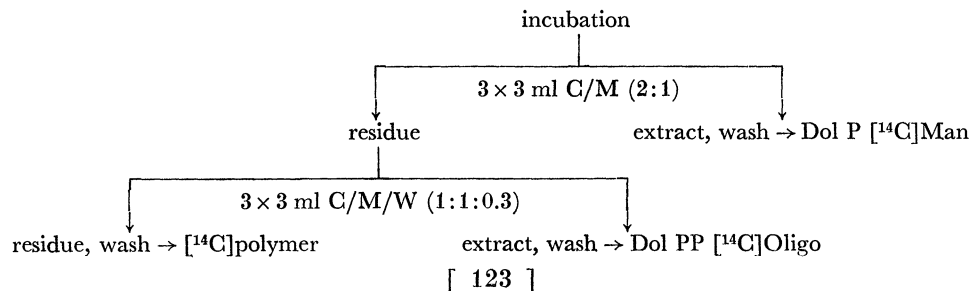 incubation
3 × 3 ml C/M (2:1)
residue
extract, wash → Dol P [¹⁴C]Man
3 × 3 ml C/M/W (1:1:0.3)
residue, wash → [¹⁴C]polymer
extract, wash → Dol PP [¹⁴C]Oligo
[ 123 ]